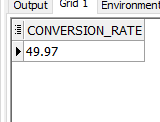 Output Grid 1 Environment
CONVERSION_RATE
49.97